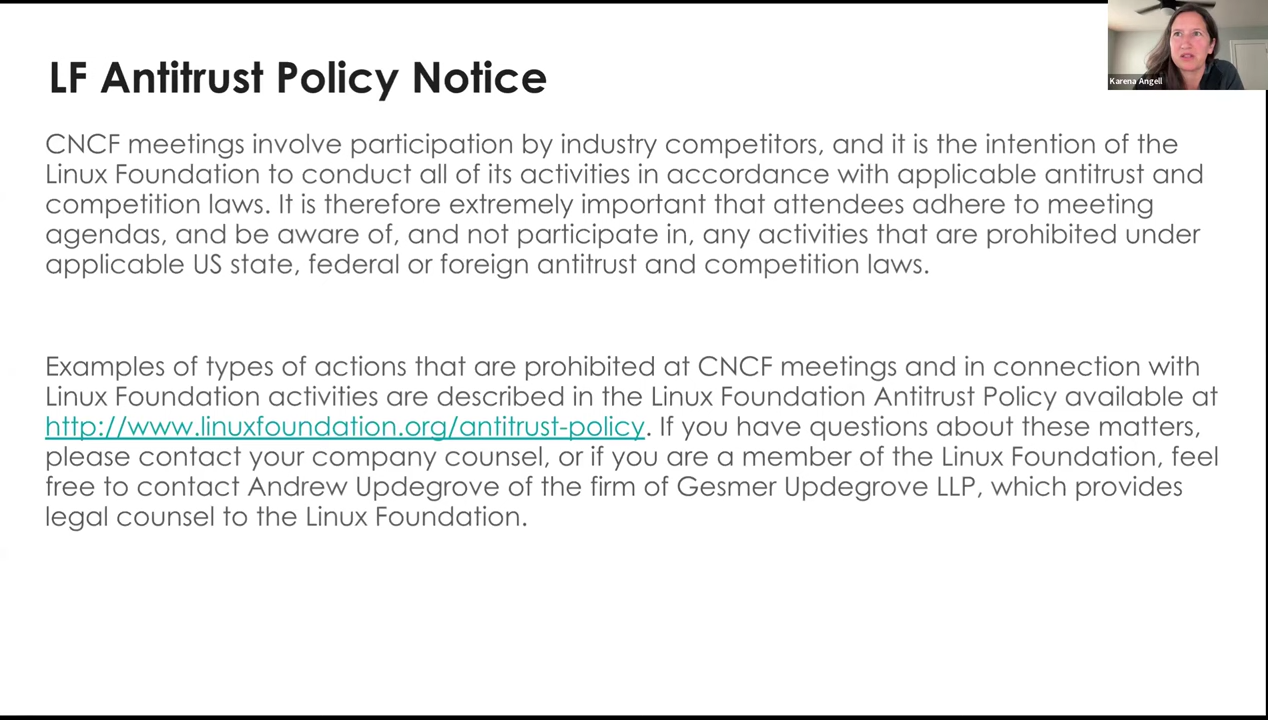 LF Antitrust Policy Notice
Karena Angell
CNCF meetings involve participation by industry competitors, and it is the intention of the
Linux Foundation to conduct all of its activities in accordance with applicable antitrust and
competition laws. It is therefore extremely important that attendees adhere to meeting
agendas, and be aware of, and not participate in, any activities that are prohibited under
applicable US state, federal or foreign antitrust and competition laws.
Examples of types of actions that are prohibited at CNCF meetings and in connection with
Linux Foundation activities are described in the Linux Foundation Antitrust Policy available at
http://www.linuxfoundation.org/antitrust-policy. If you have questions about these matters,
please contact your company counsel, or if you are a member of the Linux Foundation, feel
free to contact Andrew Updegrove of the firm of Gesmer Updegrove LLP, which provides
legal counsel to the Linux Foundation.